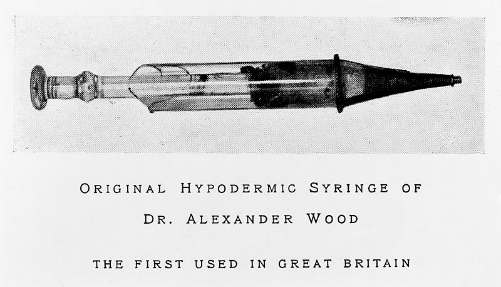 ORIGINAL HYPODERMIC SYRINGE OF
DR. ALEXANDER WOOD
THE FIRST USED IN GREAT BRITAIN